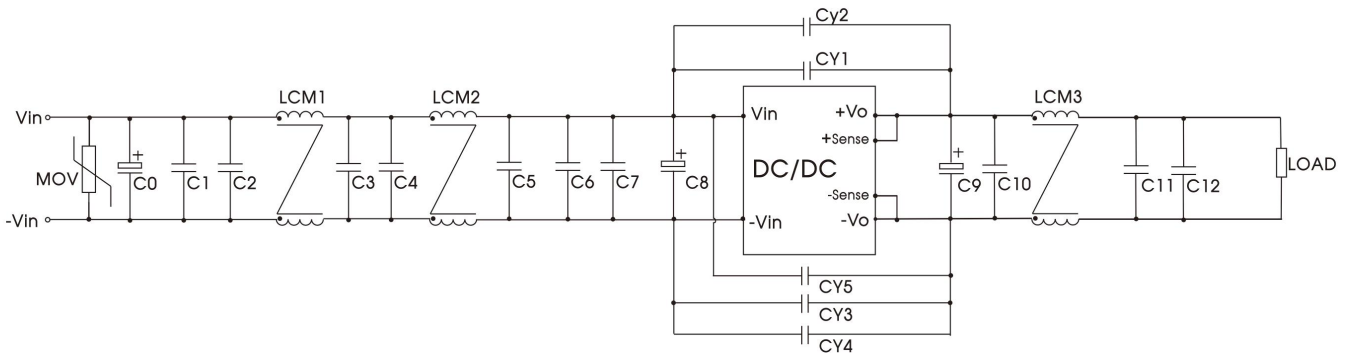 Cy2
CY1
LCM1
LCM2
LCM3
Vin
Vin
+Vo
+Sense
MOV
+
C0
C1
C2
C3
C4
C5
C6
C7
+
C8
DC/DC
+
C9
C10
C11
C12
LOAD
-Sense
-Vin
-Vin
-Vo
CY5
CY3
CY4